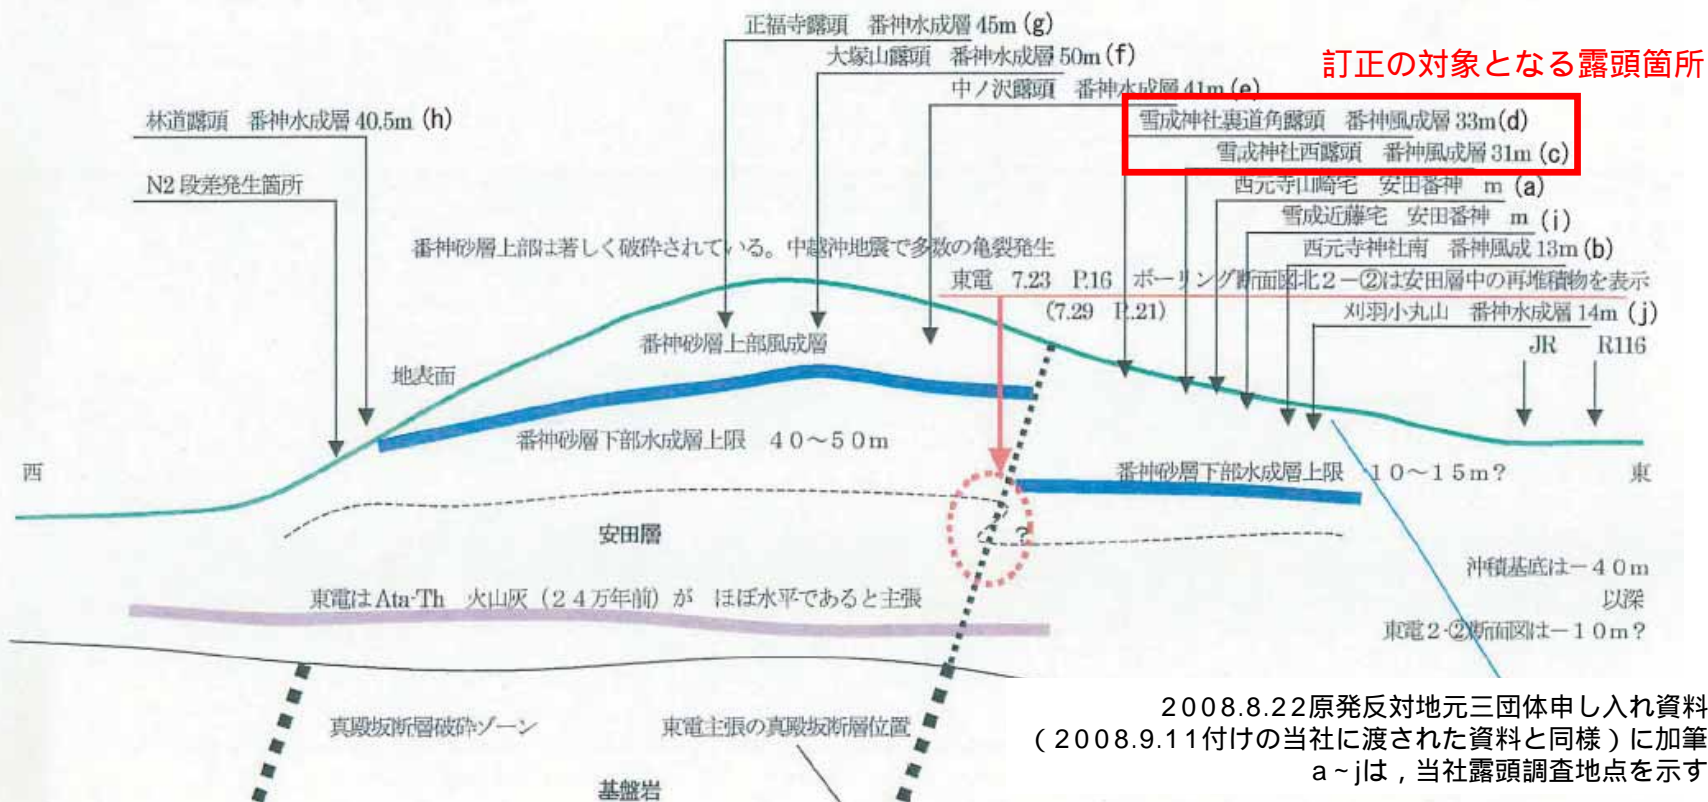 正福寺露頭　番神水成層 45m (g)
大塚山露頭　番神水成層 50m (f)
訂正の対象となる露頭箇所
中ノ沢露頭　番神水成層 41m (e)
林道露頭　番神水成層 40.5m (h)
雪成神社裏道角露頭　番神風成層 33m (d)
雪成神社西露頭　番神風成層 31m (c)
N2 段差発生箇所
西元寺山崎宅　安田番神　m (a)
雪成近藤宅　安田番神　m (i)
番神砂層上部は著しく破砕されている。中越沖地震で多数の亀裂発生
西元寺神社南　番神風成 13m (b)
東電　7.23　P.16　ボーリング断面図北２－②は安田層中の再堆積物を表示
(7.29　P.21)
刈羽小丸山　番神水成層 14m (j)
番神砂層上部風成層
JR　R116
地表面
番神砂層下部水成層上限　４０～５０ｍ
西
番神砂層下部水成層上限　１０～１５ｍ？
東
安田層
？
沖積基底は－４０ｍ
以深
東電２-②断面図は－１０ｍ？
東電は Ata-Th　火山灰（２４万年前）が　ほぼ水平であると主張
真殿坂断層破砕ゾーン
東電主張の真殿坂断層位置
基盤岩
２００８.８.２２原発反対地元三団体申し入れ資料
（２００８.９.１１付けの当社に渡された資料と同様）に加筆
a～jは，当社露頭調査地点を示す